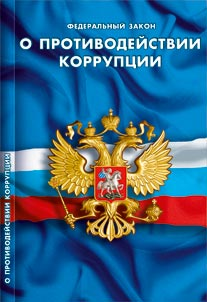 ФЕДЕРАЛЬНЫЙ ЗАКОН
О ПРОТИВОДЕЙСТВИИ
КОРРУПЦИИ
О ПРОТИВОДЕЙСТВИИ КОРРУПЦИИ